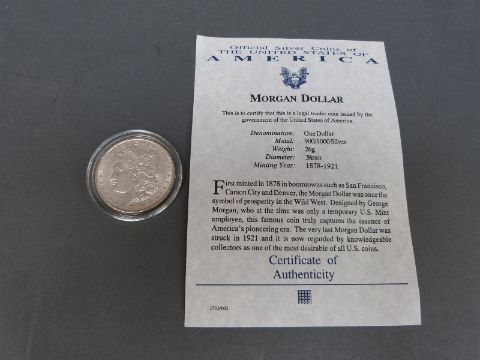 Official Silver Coins of
THE UNITED STATES OF
AMERICA
MORGAN DOLLAR
This is to certify that this is a legal tender coin issued by the
government of the United States of America.
Denomination: One Dollar
Metal: 900/1000 Silver
Weight: 26g
Diameter: 38mm
Minting Year: 1878-1921
First minted in 1878 in boomtowns such as San Francisco,
Carson City and Denver, the Morgan Dollar was once the
symbol of prosperity in the Wild West. Designed by George
Morgan, who at the time was only a temporary U.S. Mint
employee, this famous coin truly captures the essence of
America's pioneering era. The very last Morgan Dollar was
struck in 1921 and it is now regarded by knowledgeable
collectors as one of the most desirable of all U.S. coins.
Certificate of
Authenticity